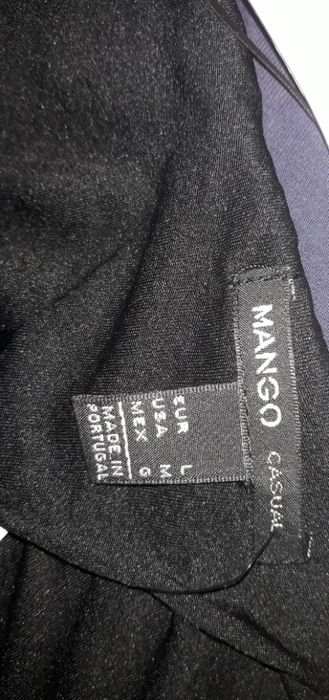 MANGO CASUAL
EUR L
USA M
MEX G
MADE IN
PORTUGAL